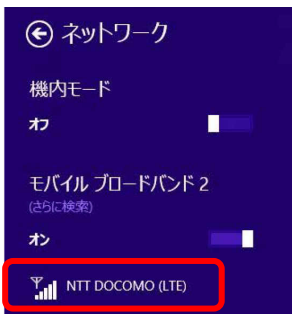 ネットワーク
機内モード
オフ
モバイル ブロードバンド 2
(さらに検索)
オン
NTT DOCOMO (LTE)